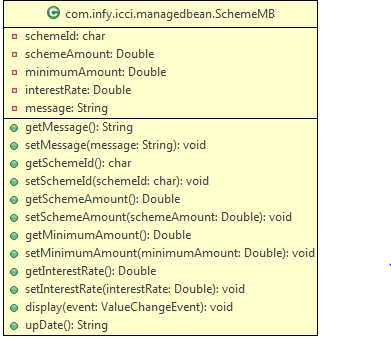 com.infy.icci.managedbean.SchemeMB
schemeId: char
schemeAmount: Double
minimumAmount: Double
interestRate: Double
message: String
getMessage(): String
setMessage(message: String): void
getSchemeId(): char
setSchemeId(schemeId: char): void
getSchemeAmount(): Double
setSchemeAmount(schemeAmount: Double): void
getMinimumAmount(): Double
setMinimumAmount(minimumAmount: Double): void
getInterestRate(): Double
setInterestRate(interestRate: Double): void
display(event: ValueChangeEvent): void
upDate(): String